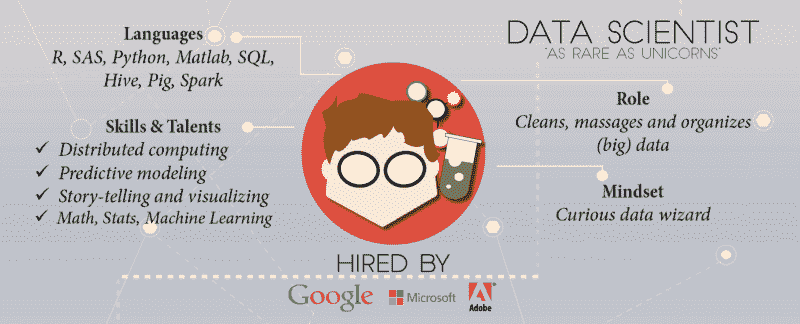 Languages
R, SAS, Python, Matlab, SQL,
Hive, Pig, Spark
Skills & Talents
✓ Distributed computing
✓ Predictive modeling
✓ Story-telling and visualizing
✓ Math, Stats, Machine Learning
DATA SCIENTIST
"AS RARE AS UNICORNS"
Role
Cleans, massages and organizes
(big) data
Mindset
Curious data wizard
HIRED BY
Google Microsoft Adobe